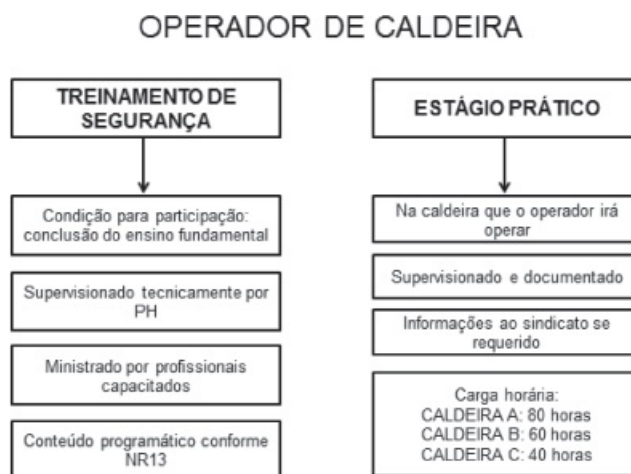 OPERADOR DE CALDEIRA
TREINAMENTO DE
SEGURANÇA
Condição para participação:
conclusão do ensino fundamental
Supervisionado tecnicamente por
PH
Ministrado por profissionais
capacitados
Conteúdo programático conforme
NR13
ESTÁGIO PRÁTICO
Na caldeira que o operador irá
operar
Supervisionado e documentado
Informações ao sindicato se
requerido
Carga horária:
CALDEIRA A: 80 horas
CALDEIRA B: 60 horas
CALDEIRA C: 40 horas